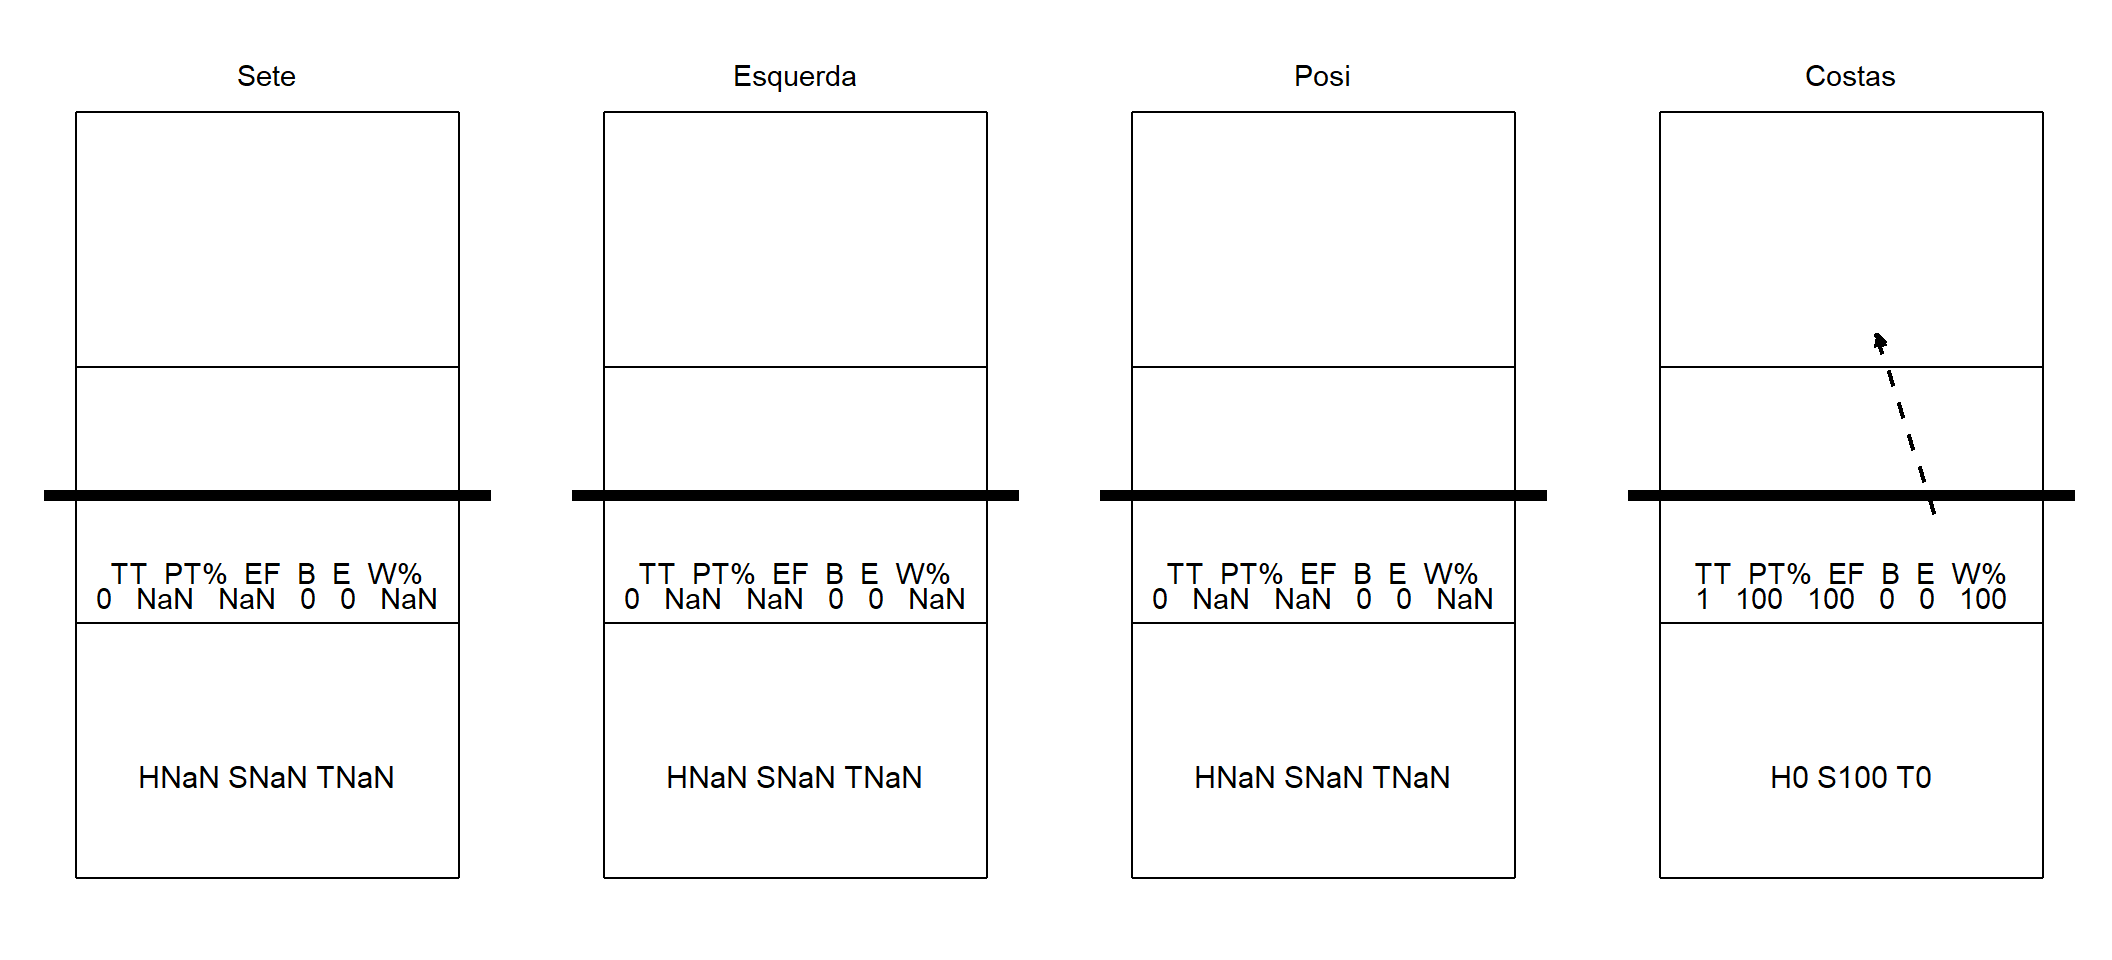 Sete
Esquerda
Posi
Costas
TT PT% EF B E W%
0 NaN NaN 0 0 NaN
HNaN SNaN TNaN
TT PT% EF B E W%
0 NaN NaN 0 0 NaN
HNaN SNaN TNaN
TT PT% EF B E W%
0 NaN NaN 0 0 NaN
HNaN SNaN TNaN
TT PT% EF B E W%
1 100 100 0 0 100
H0 S100 T0